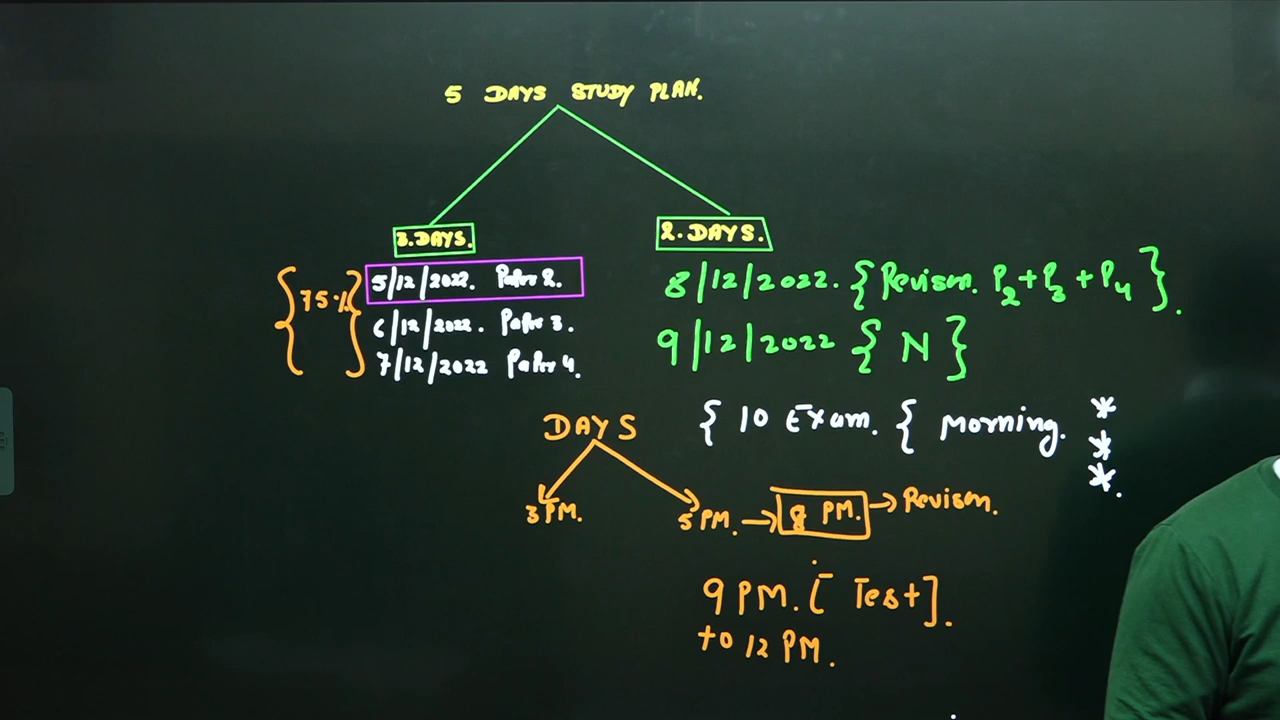 5 DAYS STUDY PLAN.
3. DAYS.
2. DAYS.
75%
5/12/2022. Paper 2.
6/12/2022. Paper 3.
7/12/2022 Paper 4.
8/12/2022. {Revision. P2+P3+P4}.
9/12/2022 { N }
{ 10 Exam. { morning. ***.
DAYS
3 PM.
5 PM. → 8 PM. → Revision.
9 PM. [ Test].
to 12 PM.